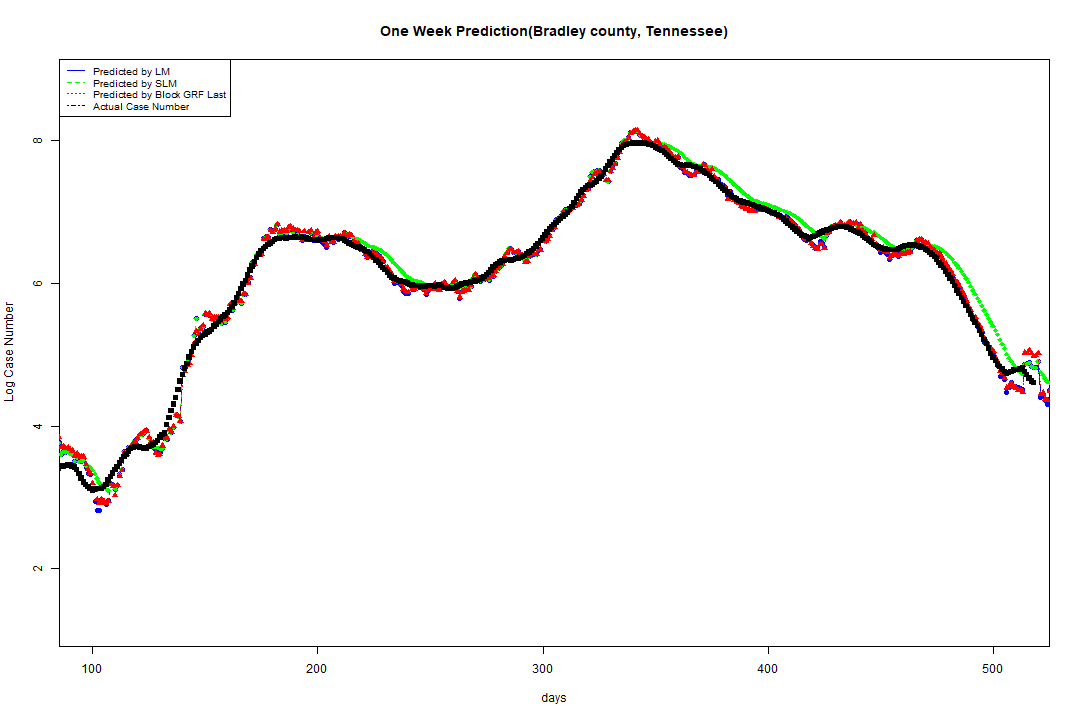 One Week Prediction(Bradley county, Tennessee)
Predicted by LM
Predicted by SLM
Predicted by Block GRF Last
Actual Case Number
8
6
4
2
Log Case Number
100 200 300 400 500
days